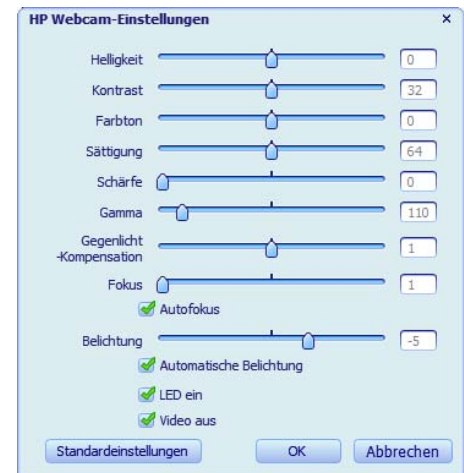 HP Webcam-Einstellungen ×
Helligkeit 0
Kontrast 32
Farbton 0
Sättigung 64
Schärfe 0
Gamma 110
Gegenlicht
-Kompensation 1
Fokus 1
Autofokus
Belichtung -5
Automatische Belichtung
LED ein
Video aus
Standardeinstellungen OK Abbrechen